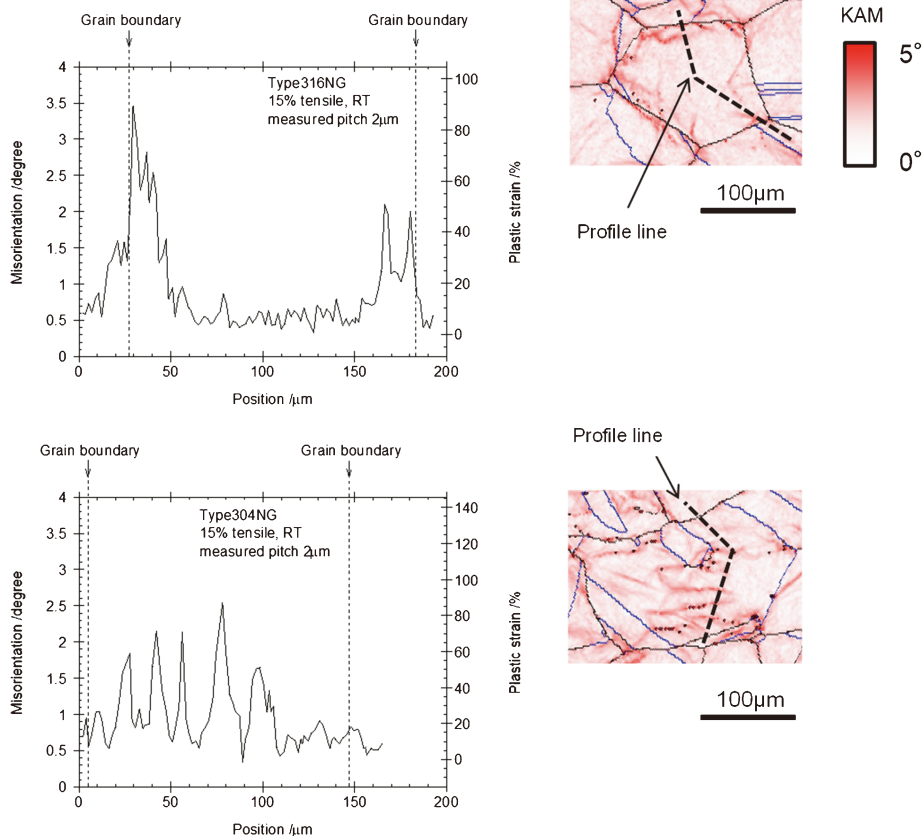 Grain boundary
Grain boundary
4
3.5
3
2.5
2
1.5
1
0.5
0
Misorientation /degree
Type316NG
15% tensile, RT
measured pitch 2μm
100
80
60
40
20
0
Plastic strain /%
0
50
100
150
200
Position /μm
KAM
5°
0°
100μm
Profile line
Grain boundary
Grain boundary
4
3.5
3
2.5
2
1.5
1
0.5
0
Misorientation /degree
Type304NG
15% tensile, RT
measured pitch 2μm
140
120
100
80
60
40
20
0
Plastic strain /%
0
50
100
150
200
Position /μm
Profile line
100μm